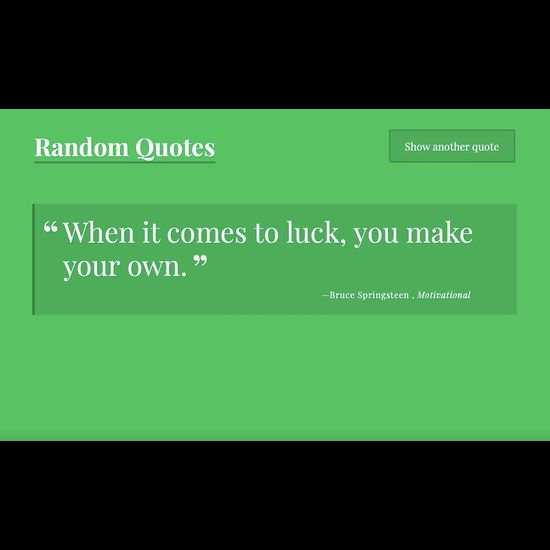 Random Quotes
Show another quote
“ When it comes to luck, you make
your own. ”
—Bruce Springsteen , Motivational